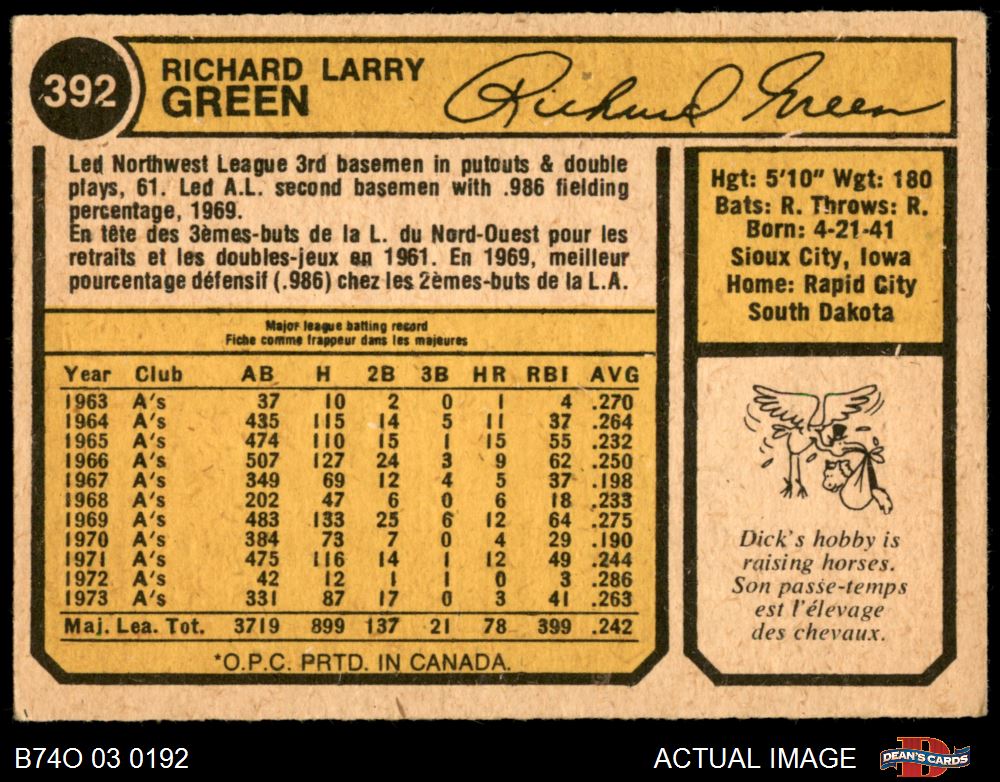 392
RICHARD LARRY
GREEN
Richard Green
Led Northwest League 3rd basemen in putouts & double
plays, 61. Led A.L. second basemen with .986 fielding
percentage, 1969.
En tête des 3èmes-buts de la L. du Nord-Ouest pour les
retraits et les doubles-jeux en 1961. En 1969, meilleur
pourcentage défensif (.986) chez les 2èmes-buts de la L.A.
Hgt: 5'10" Wgt: 180
Bats: R. Throws: R.
Born: 4-21-41
Sioux City, Iowa
Home: Rapid City
South Dakota
Major league batting record
Fiche comme frappeur dans les majeures
Year Club AB H 2B 3B HR RBI AVG
1963 A's 37 10 2 0 1 4 .270
1964 A's 435 115 14 5 11 37 .264
1965 A's 474 110 15 1 15 55 .232
1966 A's 507 127 24 3 9 62 .250
1967 A's 349 69 12 4 5 37 .198
1968 A's 202 47 6 0 6 18 .233
1969 A's 483 133 25 6 12 64 .275
1970 A's 384 73 7 0 4 29 .190
1971 A's 475 116 14 1 12 49 .244
1972 A's 42 12 1 1 0 3 .286
1973 A's 331 87 17 0 3 41 .263
Maj. Lea. Tot. 3719 899 137 21 78 399 .242
*O.P.C. PRTD. IN CANADA.
Dick's hobby is
raising horses.
Son passe-temps
est l'élevage
des chevaux.
B74O 03 0192
ACTUAL IMAGE
DEAN'S CARDS